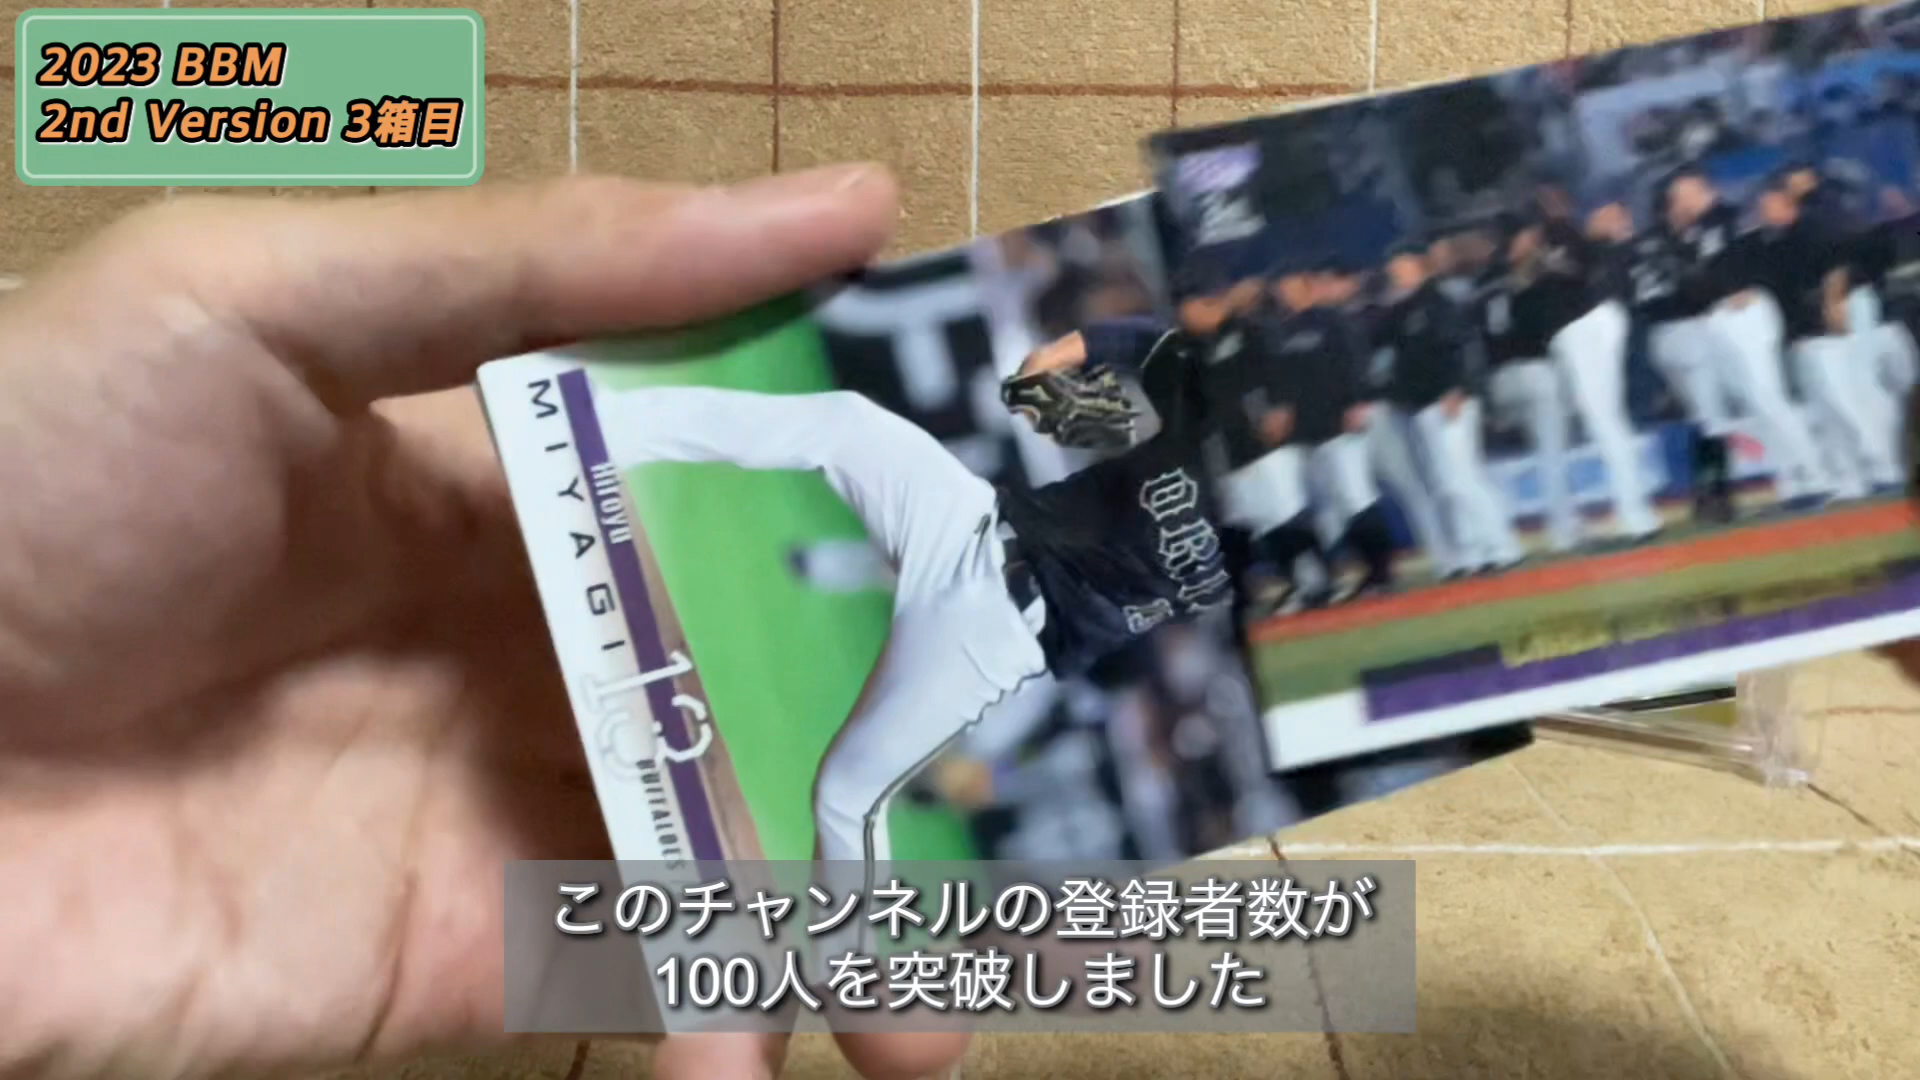 2023 BBM
2nd Version 3箱目
MIYAGI
HIROYA
13
BUFFALOES
このチャンネルの登録者数が
100人を突破しました